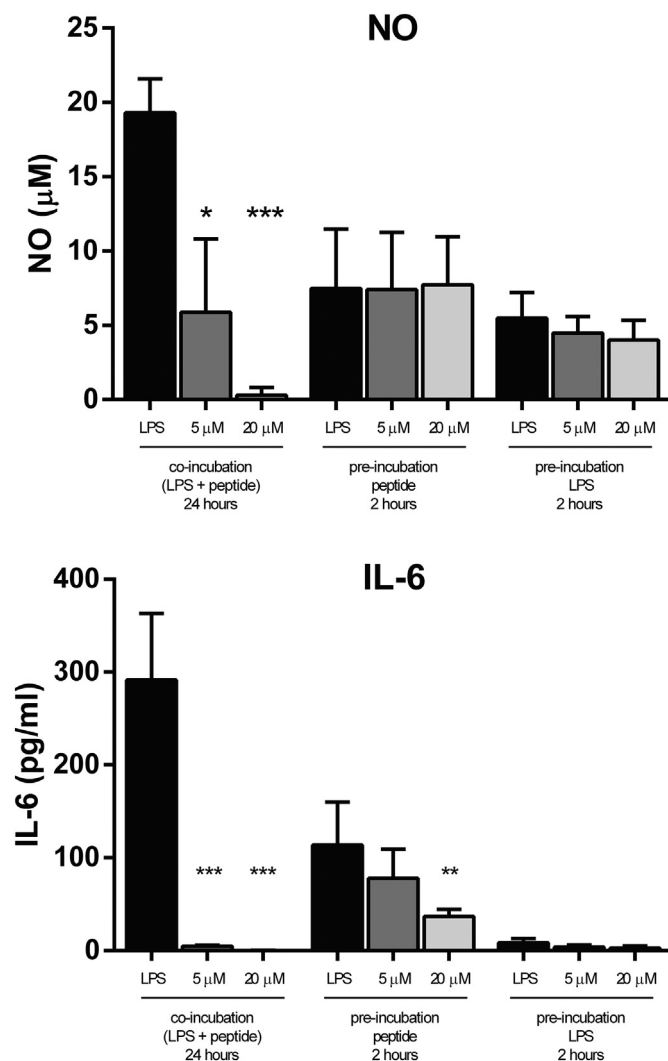 NO
25
20
15
10
5
0
NO (μM)
* ***
LPS 5 μM 20 μM LPS 5 μM 20 μM LPS 5 μM 20 μM
co-incubation pre-incubation pre-incubation
(LPS + peptide) peptide LPS
24 hours 2 hours 2 hours
IL-6
400
300
200
100
0
IL-6 (pg/ml)
*** *** **
LPS 5 μM 20 μM LPS 5 μM 20 μM LPS 5 μM 20 μM
co-incubation pre-incubation pre-incubation
(LPS + peptide) peptide LPS
24 hours 2 hours 2 hours